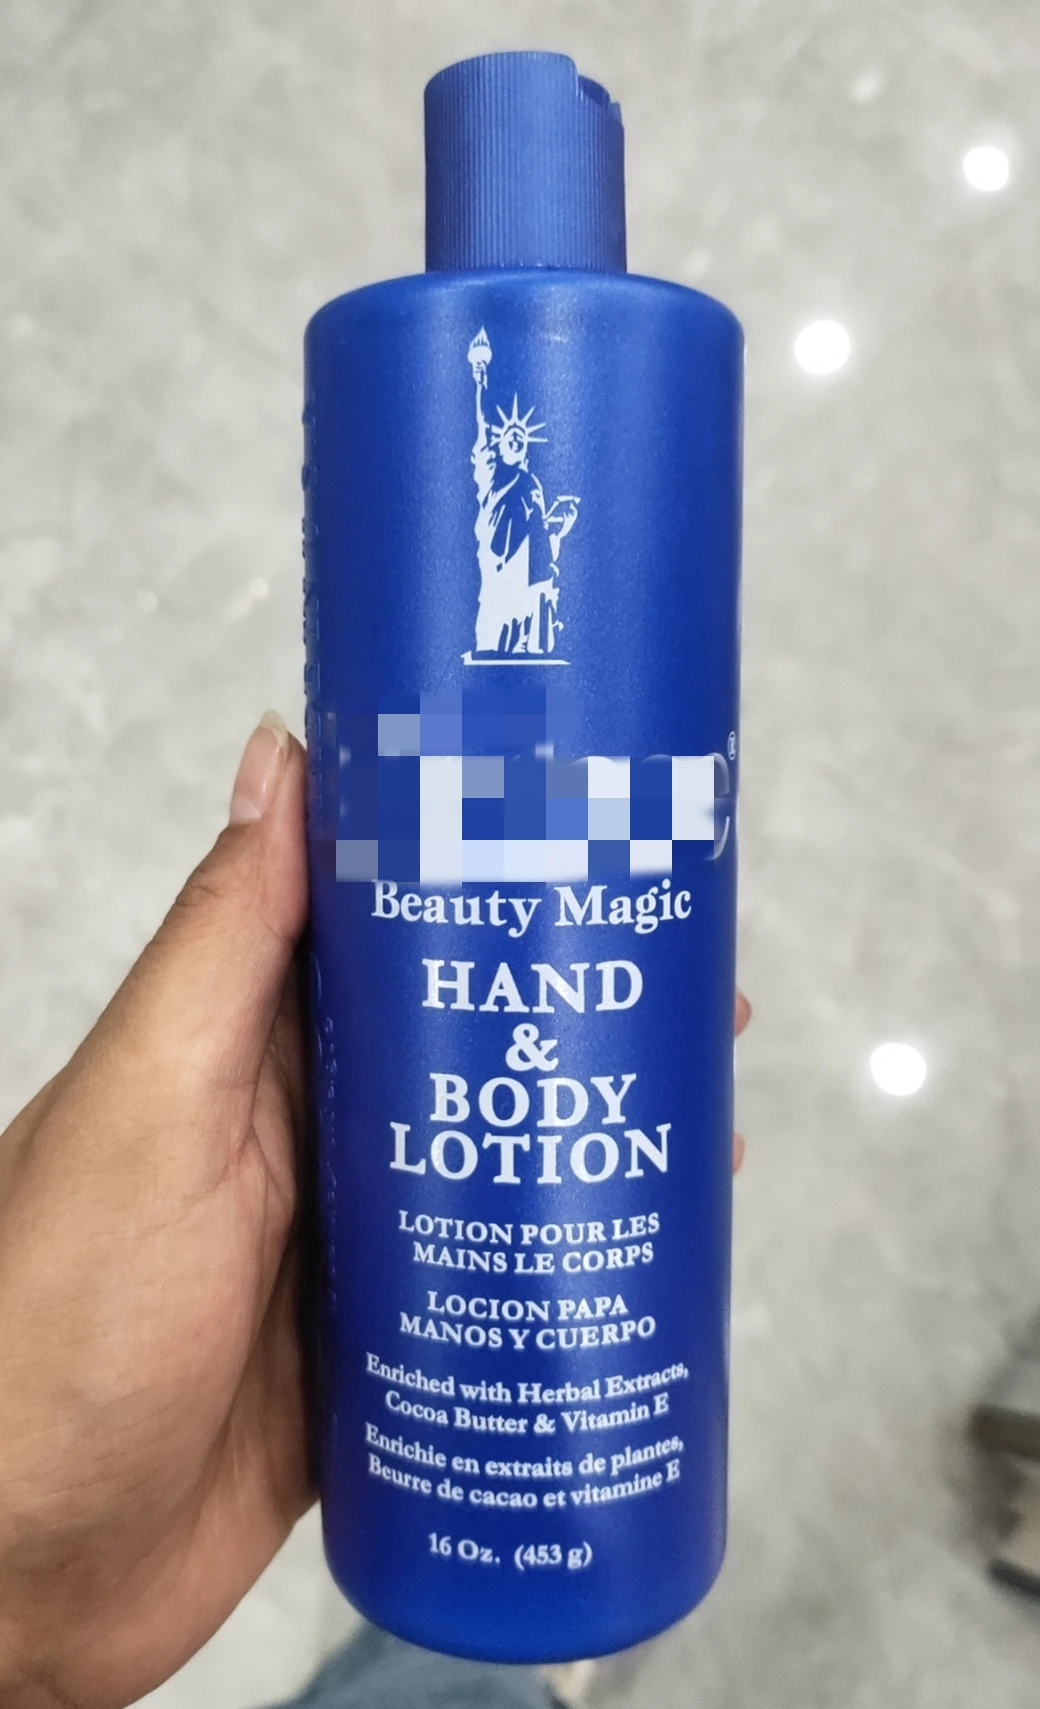 Beauty Magic
HAND
&
BODY
LOTION
LOTION POUR LES
MAINS LE CORPS
LOCION PAPA
MANOS Y CUERPO
Enriched with Herbal Extracts,
Cocoa Butter & Vitamin E
Enrichie en extraits de plantes,
Beurre de cacao et vitamine E
16 Oz. (453 g)